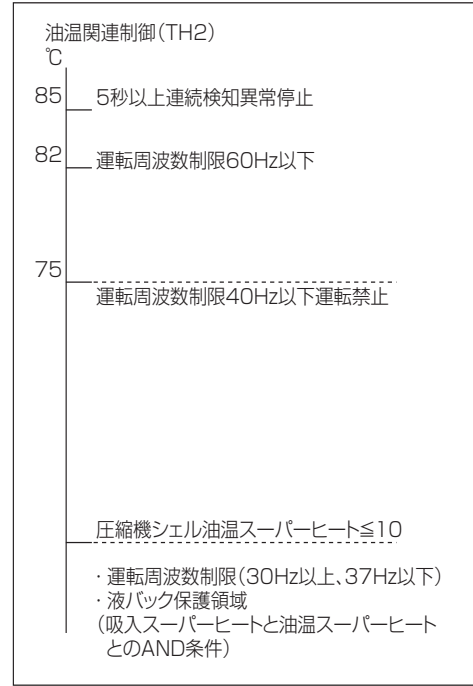 油温関連制御(TH2)
℃
85 5秒以上連続検知異常停止
82 運転周波数制限60Hz以下
75
運転周波数制限40Hz以下運転禁止
圧縮機シェル油温スーパーヒート≦10
・運転周波数制限(30Hz以上、37Hz以下)
・液バック保護領域
(吸入スーパーヒートと油温スーパーヒート
とのAND条件)